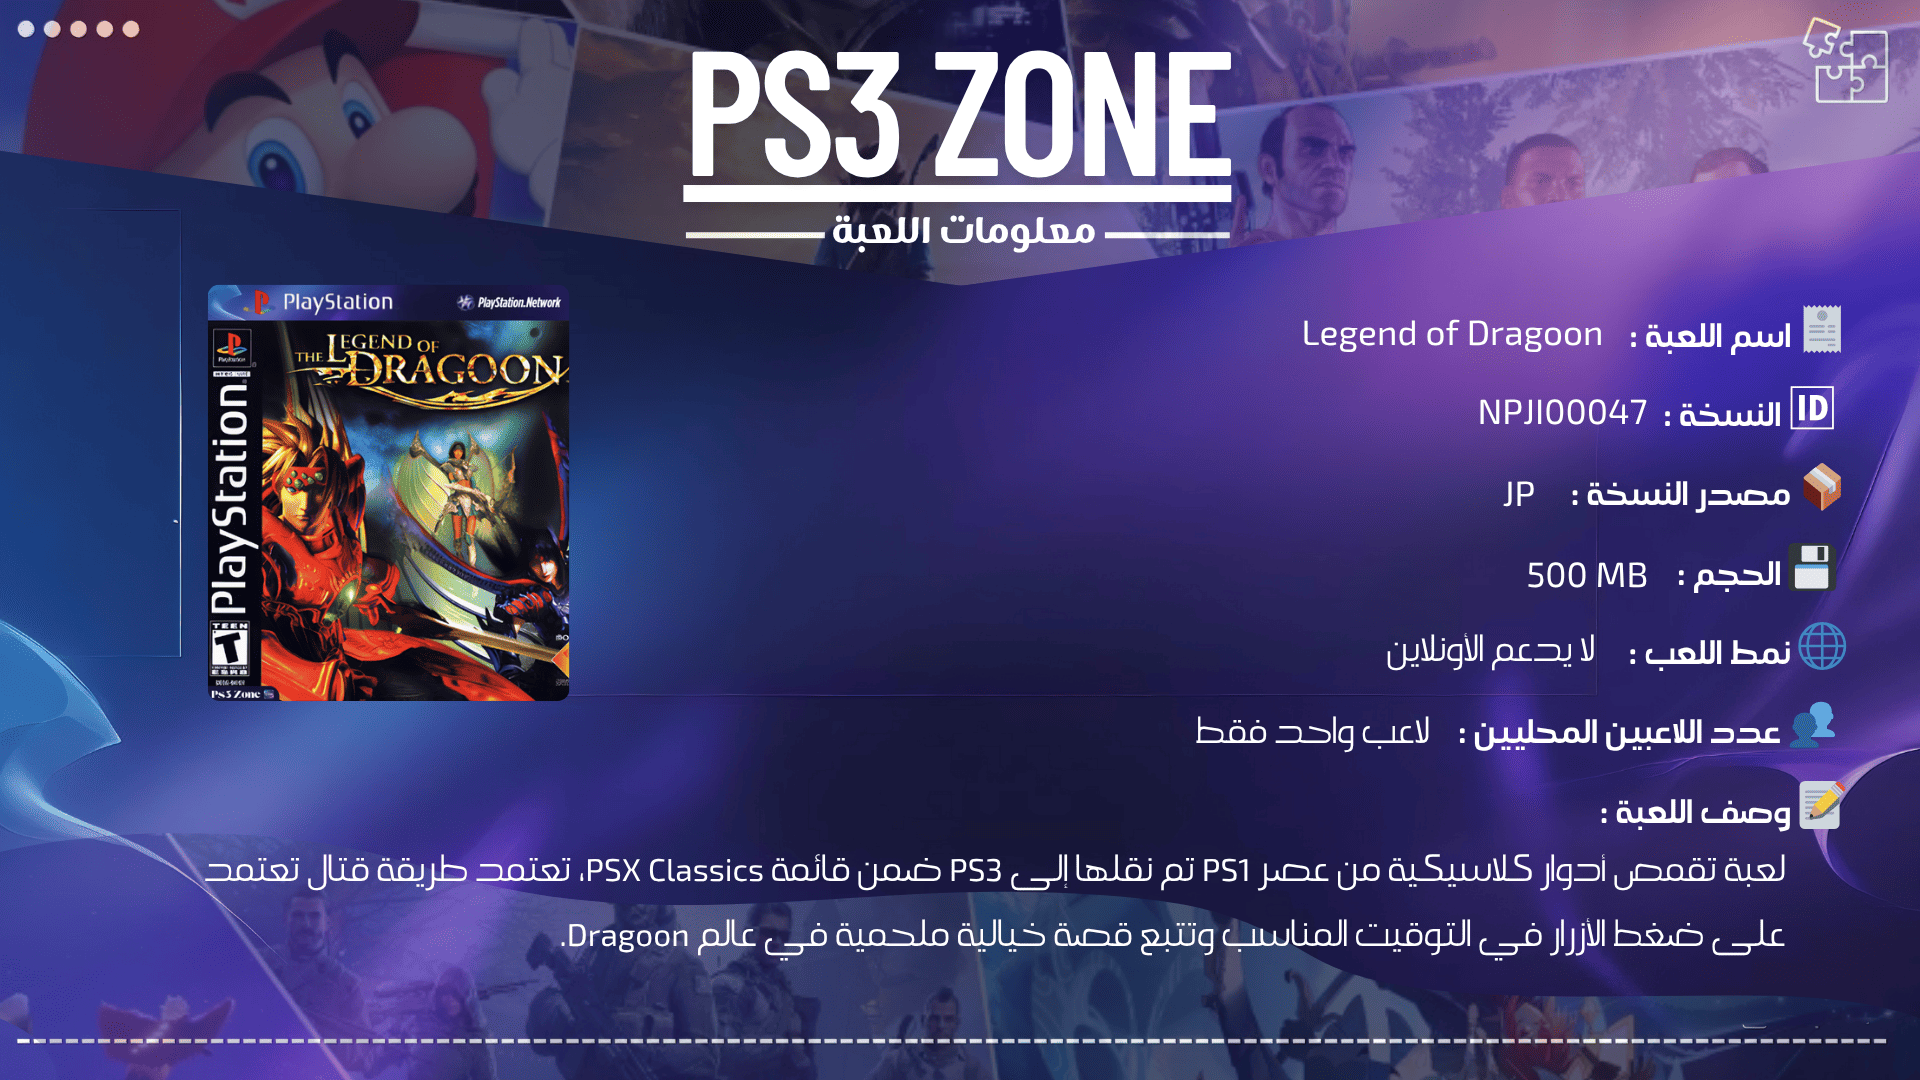 PS3 ZONE
معلومات اللعبة
PlayStation
PlayStation.Network
PlayStation
THE LEGEND OF
DRAGOON
PlayStation
TEEN
T
ESRB
Ps3 Zone
اسم اللعبة : Legend of Dragoon
ID النسخة : NPJI00047
مصدر النسخة : JP
الحجم : 500 MB
نمط اللعب : لا يدعم الأونلاين
عدد اللاعبين المحليين : لاعب واحد فقط
وصف اللعبة :
لعبة تقمص أدوار كلاسيكية من عصر PS1 تم نقلها إلى PS3 ضمن قائمة PSX Classics، تعتمد طريقة قتال تعتمد
على ضغط الأزرار في التوقيت المناسب وتتبع قصة خيالية ملحمية في عالم Dragoon.